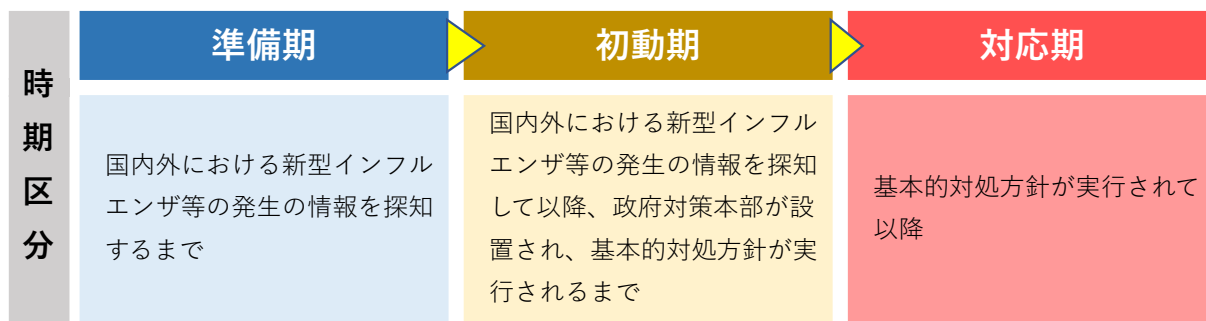 時期区分
準備期
初動期
対応期
国内外における新型インフル
エンザ等の発生の情報を探知
するまで
国内外における新型インフル
エンザ等の発生の情報を探知
して以降、政府対策本部が設
置され、基本的対処方針が実
行されるまで
基本的対処方針が実行されて
以降